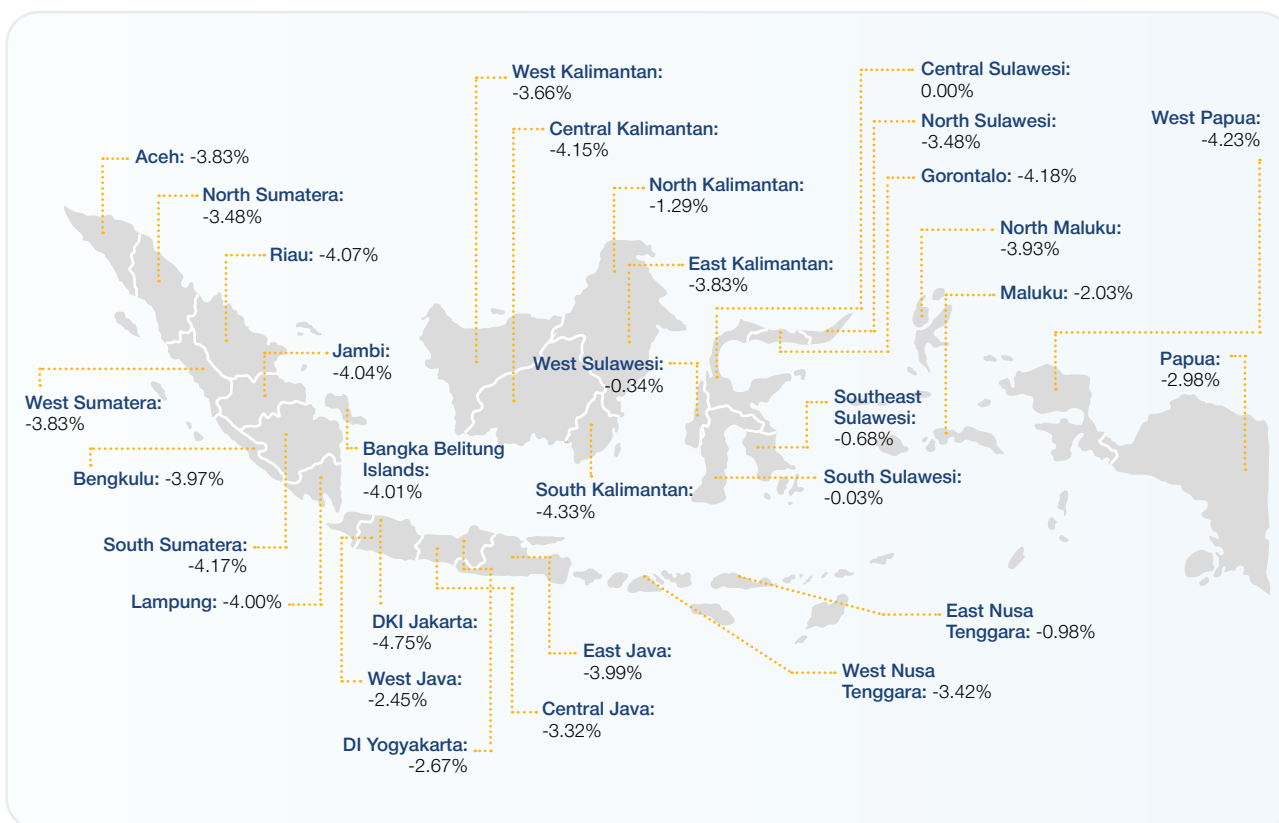 West Kalimantan:
-3.66%
Central Sulawesi:
0.00%
Central Kalimantan:
-4.15%
North Sulawesi:
-3.48%
West Papua:
-4.23%
Aceh: -3.83%
North Sumatera:
-3.48%
North Kalimantan:
-1.29%
Gorontalo: -4.18%
Riau: -4.07%
East Kalimantan:
-3.83%
North Maluku:
-3.93%
Maluku: -2.03%
Jambi:
-4.04%
West Sulawesi:
-0.34%
Papua:
-2.98%
West Sumatera:
-3.83%
Southeast
Sulawesi:
-0.68%
Bengkulu: -3.97%
Bangka Belitung
Islands:
-4.01%
South Kalimantan:
-4.33%
South Sulawesi:
-0.03%
South Sumatera:
-4.17%
Lampung: -4.00%
DKI Jakarta:
-4.75%
East Java:
-3.99%
East Nusa
Tenggara: -0.98%
West Java:
-2.45%
West Nusa
Tenggara: -3.42%
Central Java:
-3.32%
DI Yogyakarta:
-2.67%